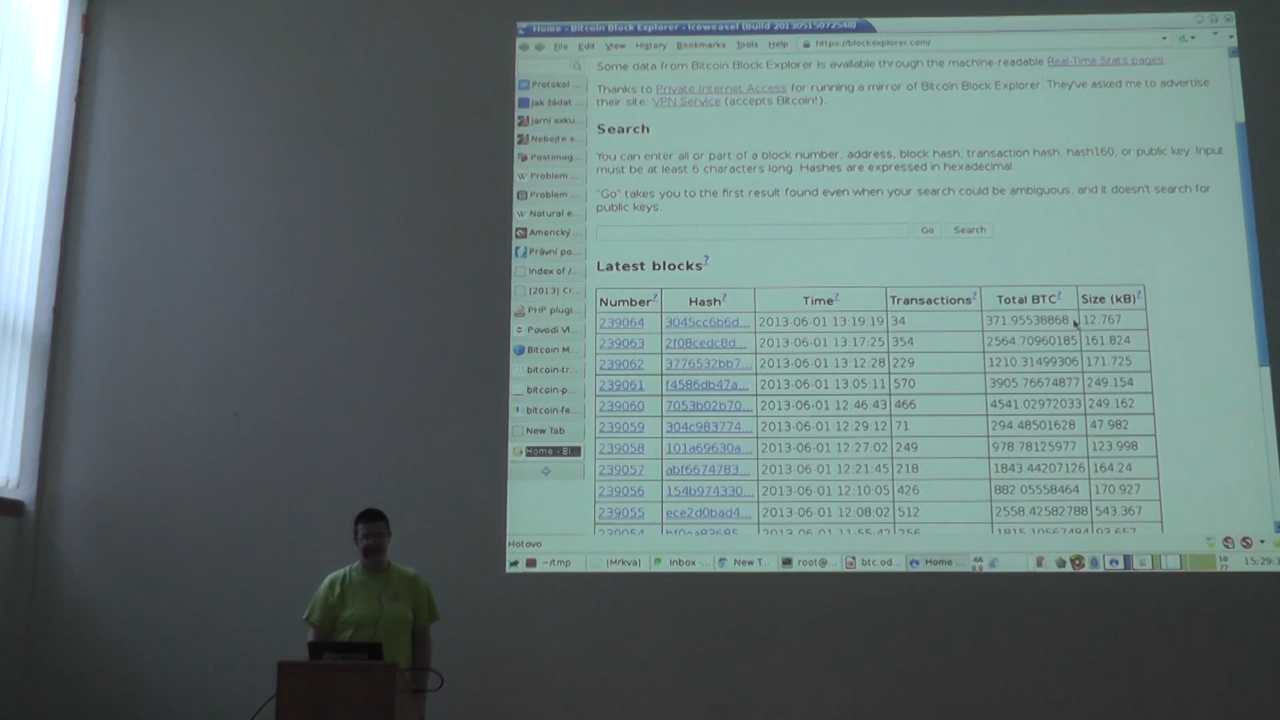 Home - Bitcoin Block Explorer - Iceweasel (Build 20130515072548)
File Edit View History Bookmarks Tools Help https://blockexplorer.com/
Some data from Bitcoin Block Explorer is available through the machine-readable Real-Time Stats pages.
Thanks to Private Internet Access for running a mirror of Bitcoin Block Explorer. They've asked me to advertise
their site: VPN Service (accepts Bitcoin!).
Search
You can enter all or part of a block number, address, block hash, transaction hash, hash160, or public key. Input
must be at least 6 characters long. Hashes are expressed in hexadecimal.
"Go" takes you to the first result found even when your search could be ambiguous, and it doesn't search for
public keys.
Go Search
Latest blocks?
Number? Hash? Time? Transactions? Total BTC? Size (kB)?
239064 3045cc6b6d... 2013-06-01 13:19:19 34 371.95538868 12.767
239063 2f08cedc8d... 2013-06-01 13:17:25 354 2564.70960185 161.824
239062 3776532bb7... 2013-06-01 13:12:28 229 1210.31499306 171.725
239061 f4586db47a... 2013-06-01 13:05:11 570 3905.76674877 249.154
239060 7053b02b70... 2013-06-01 12:46:43 466 4541.02972033 249.162
239059 304c983774... 2013-06-01 12:29:12 71 294.48501628 47.982
239058 101a69630a... 2013-06-01 12:27:02 249 978.78125977 123.998
239057 abf6674783... 2013-06-01 12:21:45 218 1843.44207126 164.24
239056 154b974330... 2013-06-01 12:10:05 426 882.05558464 170.927
239055 ece2d0bad4... 2013-06-01 12:08:02 512 2558.42582788 543.367
Protokol
Jak žádat
Jarní exku...
Nebojte s...
Postimag...
Problem ...
Problem ...
Natural e...
Americký ...
Právní po...
Index of /...
[2013] Cr...
PHP plugi...
Povodí Vl...
Bitcoin M...
bitcoin-tr...
bitcoin-p...
bitcoin-fe...
New Tab
Home - Bl...
Hotovo
~/tmp (Mrkva) Inbox -... New T... root@... btc.od... Home ... 15:29: